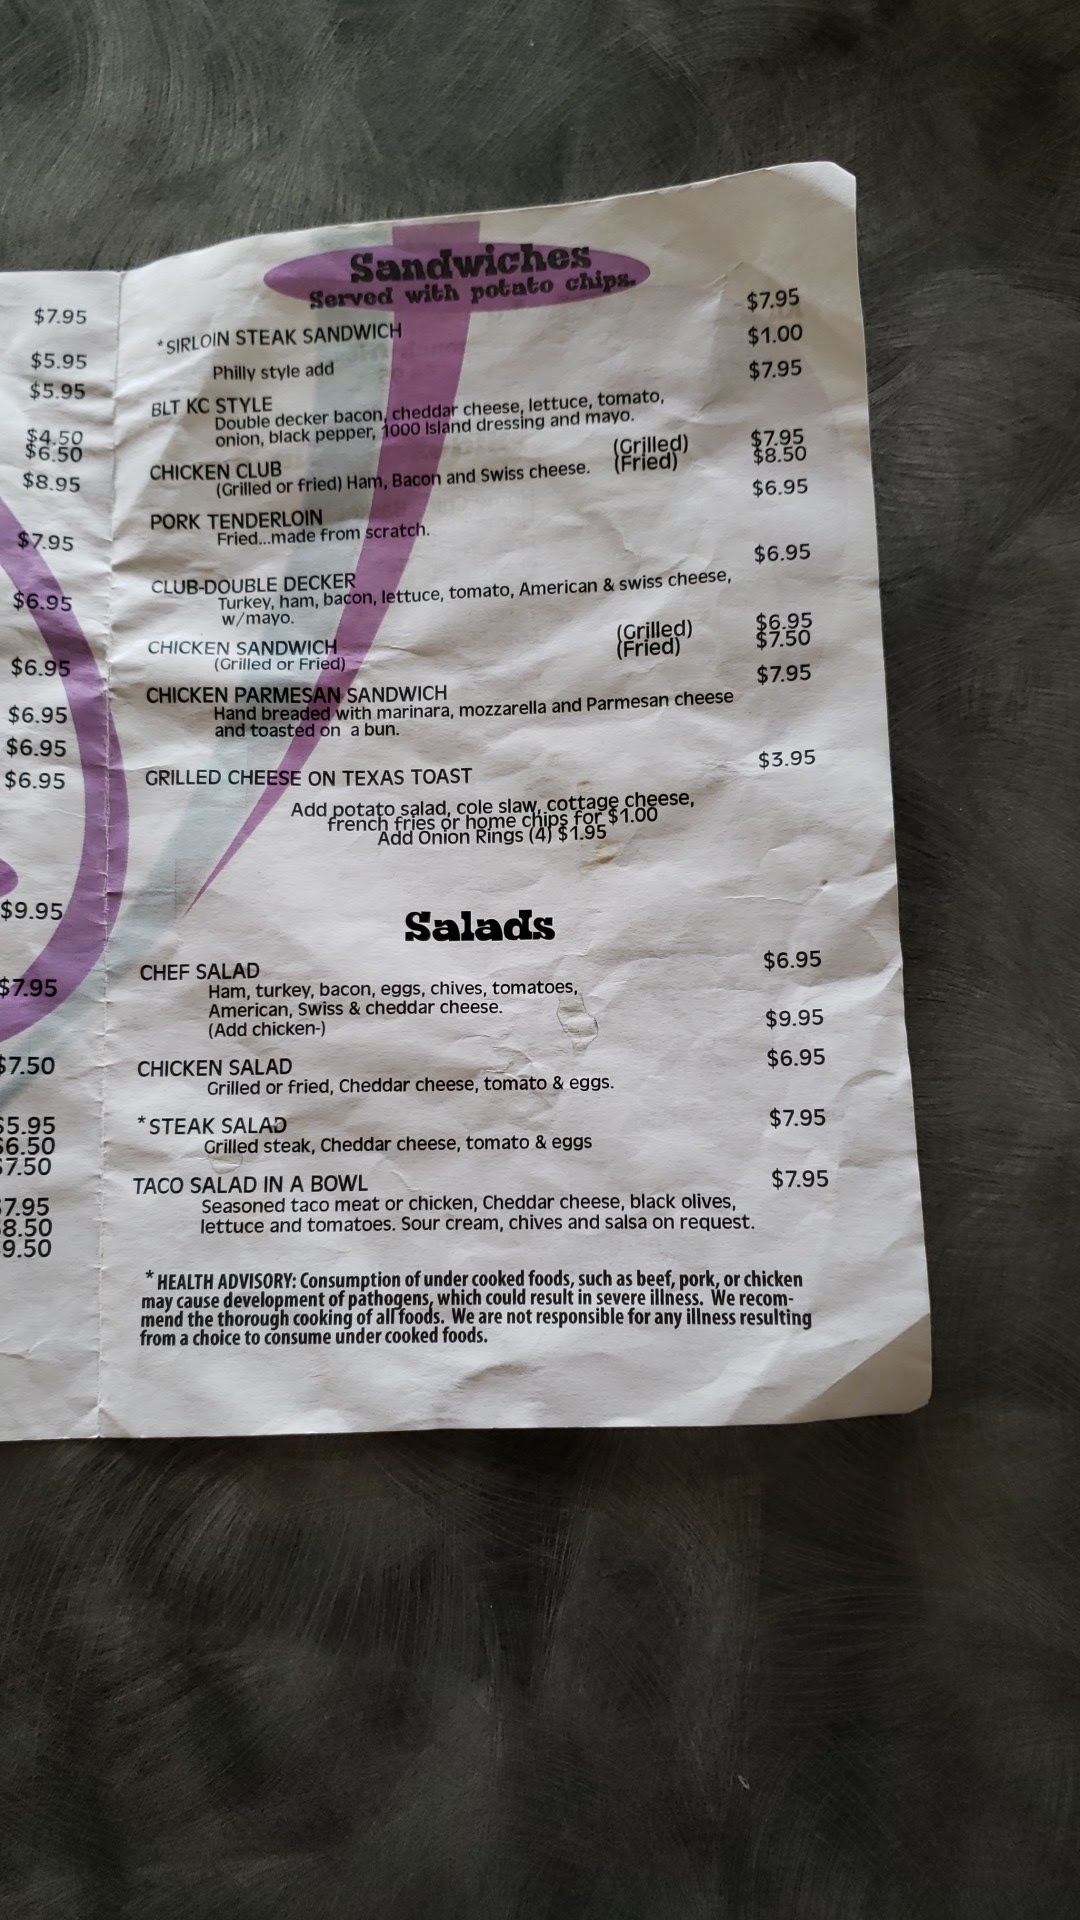 $7.95
$5.95
$5.95
$4.50
$6.50
$8.95
$7.95
$6.95
$6.95
$6.95
$6.95
$6.95
$9.95
$7.95
$7.50
$5.95
$6.50
$7.50
7.95
8.50
9.50
Sandwiches
Served with potato chips.
*SIRLOIN STEAK SANDWICH $7.95
Philly style add $1.00
BLT KC STYLE $7.95
Double decker bacon, cheddar cheese, lettuce, tomato,
onion, black pepper, 1000 Island dressing and mayo.
CHICKEN CLUB (Grilled) $7.95
(Grilled or fried) Ham, Bacon and Swiss cheese. (Fried) $8.50
PORK TENDERLOIN $6.95
Fried...made from scratch.
CLUB-DOUBLE DECKER $6.95
Turkey, ham, bacon, lettuce, tomato, American & swiss cheese,
w/mayo.
CHICKEN SANDWICH (Grilled) $6.95
(Grilled or Fried) (Fried) $7.50
CHICKEN PARMESAN SANDWICH $7.95
Hand breaded with marinara, mozzarella and Parmesan cheese
and toasted on a bun.
GRILLED CHEESE ON TEXAS TOAST $3.95
Add potato salad, cole slaw, cottage cheese,
french fries or home chips for $1.00
Add Onion Rings (4) $1.95
Salads
CHEF SALAD $6.95
Ham, turkey, bacon, eggs, chives, tomatoes,
American, Swiss & cheddar cheese.
(Add chicken-) $9.95
CHICKEN SALAD $6.95
Grilled or fried, Cheddar cheese, tomato & eggs.
*STEAK SALAD $7.95
Grilled steak, Cheddar cheese, tomato & eggs
TACO SALAD IN A BOWL $7.95
Seasoned taco meat or chicken, Cheddar cheese, black olives,
lettuce and tomatoes. Sour cream, chives and salsa on request.
*HEALTH ADVISORY: Consumption of under cooked foods, such as beef, pork, or chicken
may cause development of pathogens, which could result in severe illness. We recom-
mend the thorough cooking of all foods. We are not responsible for any illness resulting
from a choice to consume under cooked foods.